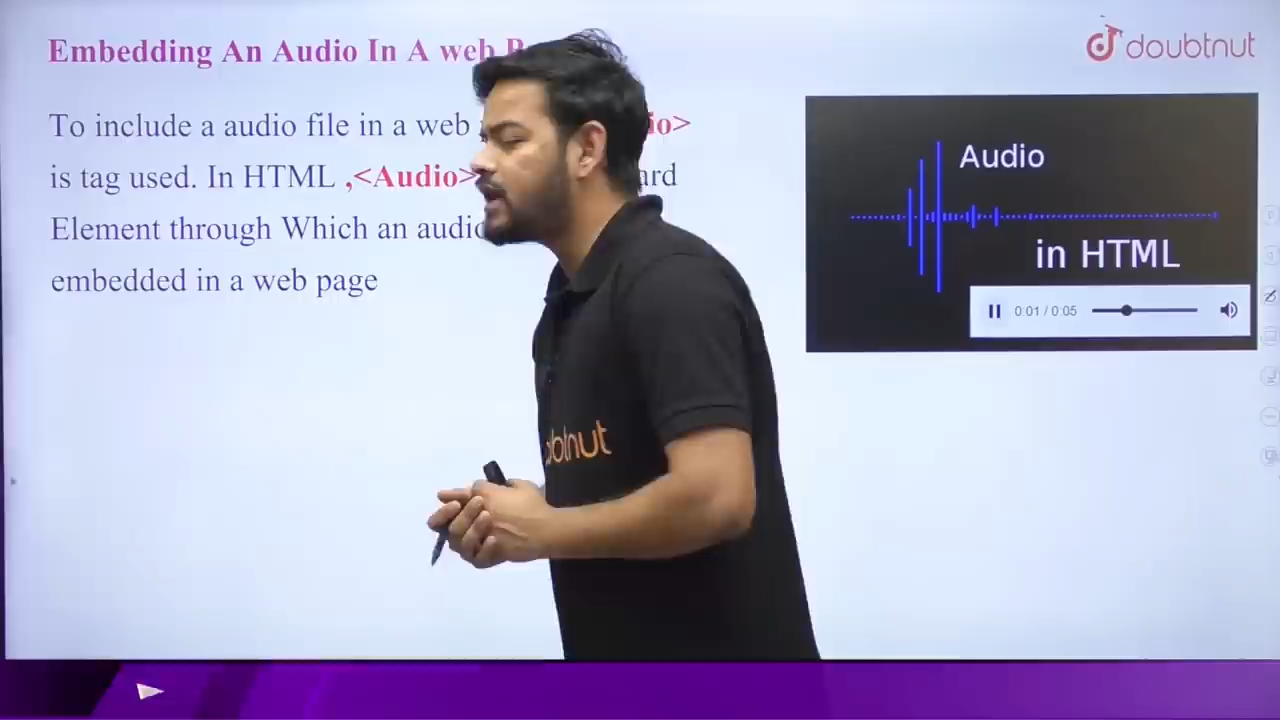 Embedding An Audio In A web
doubtnut
To include a audio file in a web
is tag used. In HTML ,<Audio>
Element through Which an audio
embedded in a web page
Audio
in HTML
0:01 / 0:05